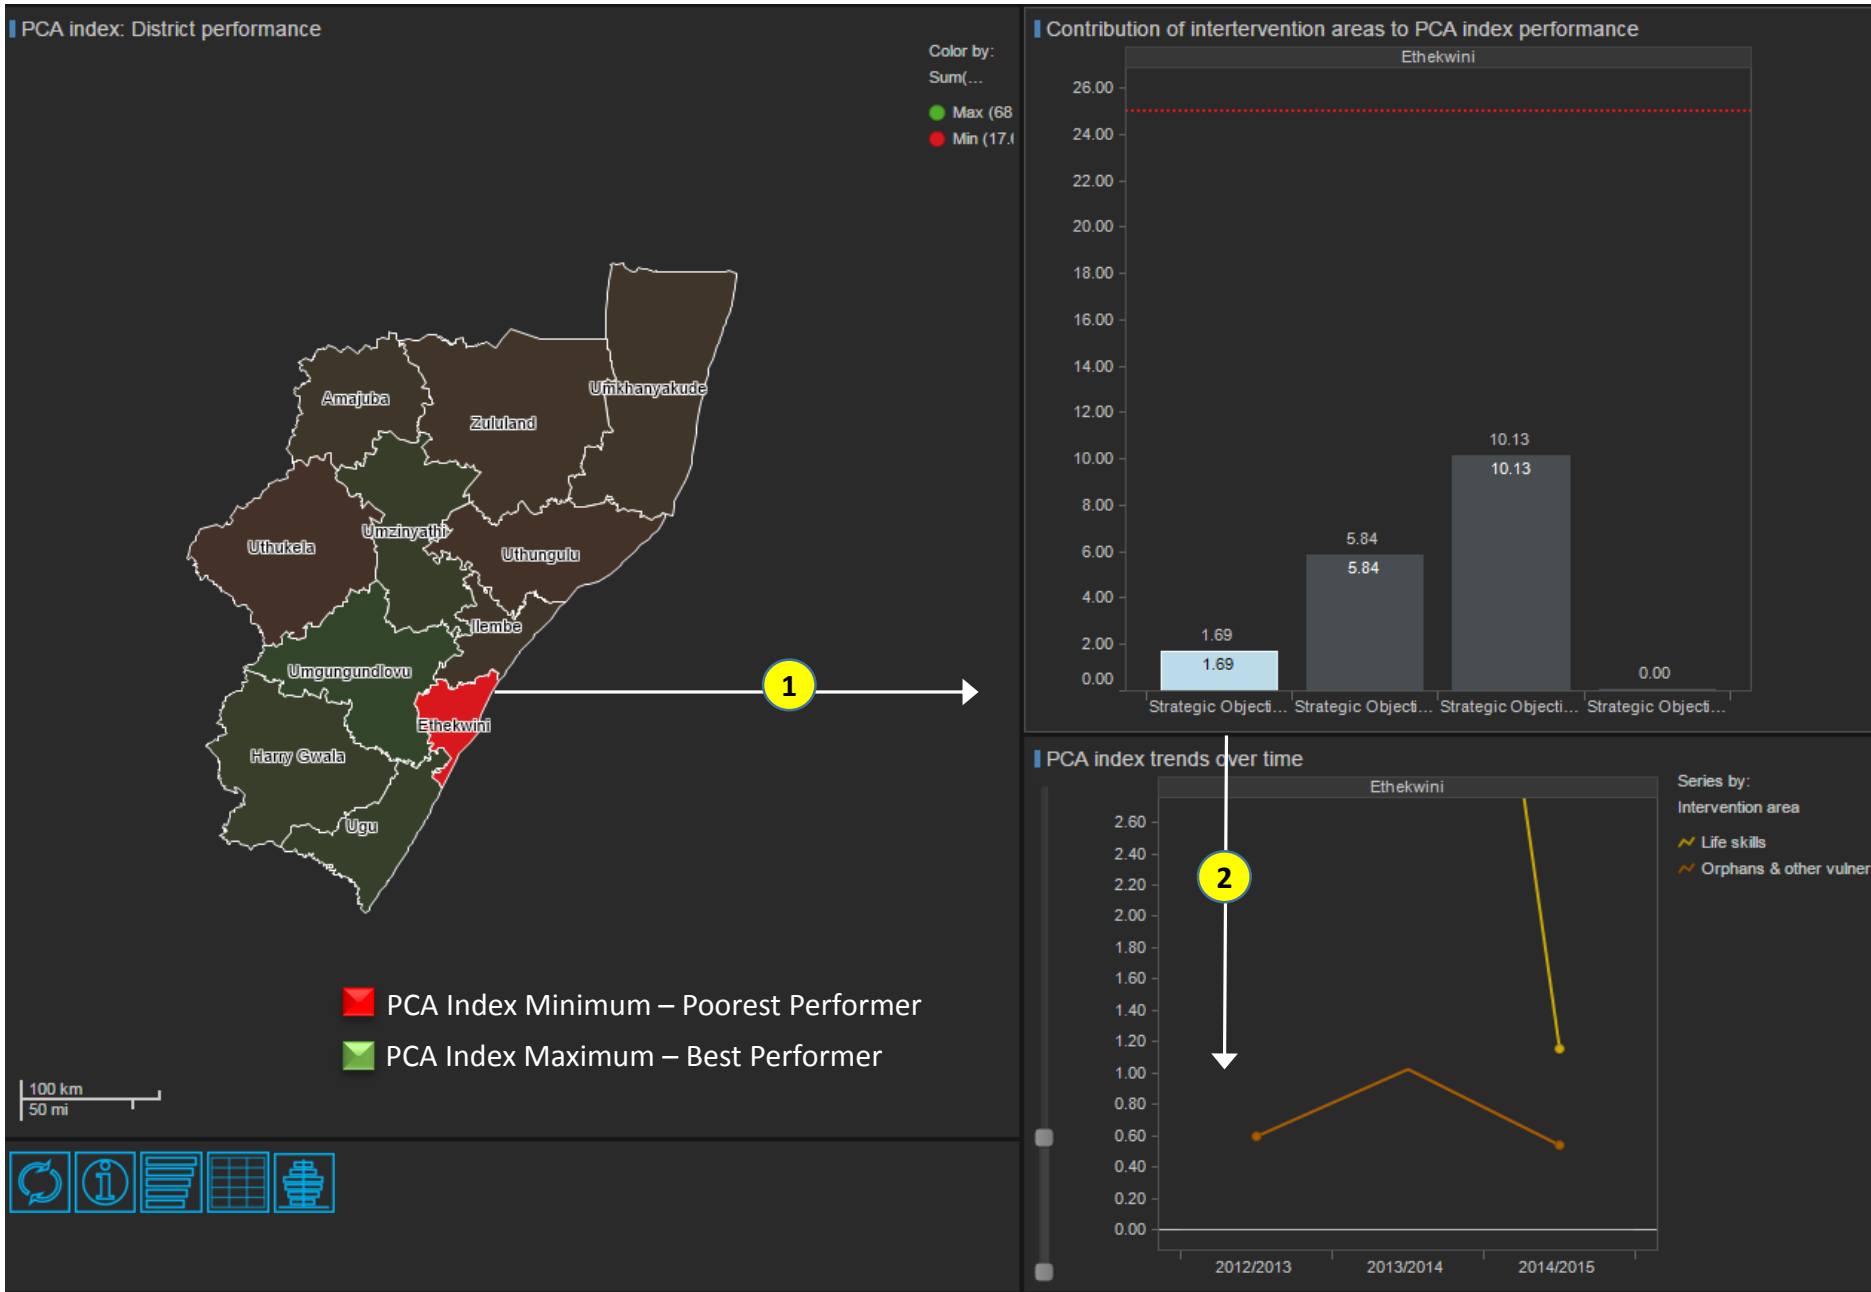 PCA index: District performance
Color by:
Sum(...
Max (68
Min (17.
Amajuba
Zululand
Umkhanyakude
Uthukela
Umzinyathi
Uthungulu
Ilembe
Umgungundlovu
Ethekwini
Harry Gwala
Ugu
1
PCA Index Minimum – Poorest Performer
PCA Index Maximum – Best Performer
100 km
50 mi
Contribution of intertervention areas to PCA index performance
Ethekwini
26.00
24.00
22.00
20.00
18.00
16.00
14.00
12.00
10.00
8.00
6.00
4.00
2.00
0.00
1.69
1.69
5.84
5.84
10.13
10.13
0.00
Strategic Objecti... Strategic Objecti... Strategic Objecti... Strategic Objecti...
PCA index trends over time
Ethekwini
2.60
2.40
2.20
2.00
1.80
1.60
1.40
1.20
1.00
0.80
0.60
0.40
0.20
0.00
2
2012/2013 2013/2014 2014/2015
Series by:
Intervention area
Life skills
Orphans & other vulner